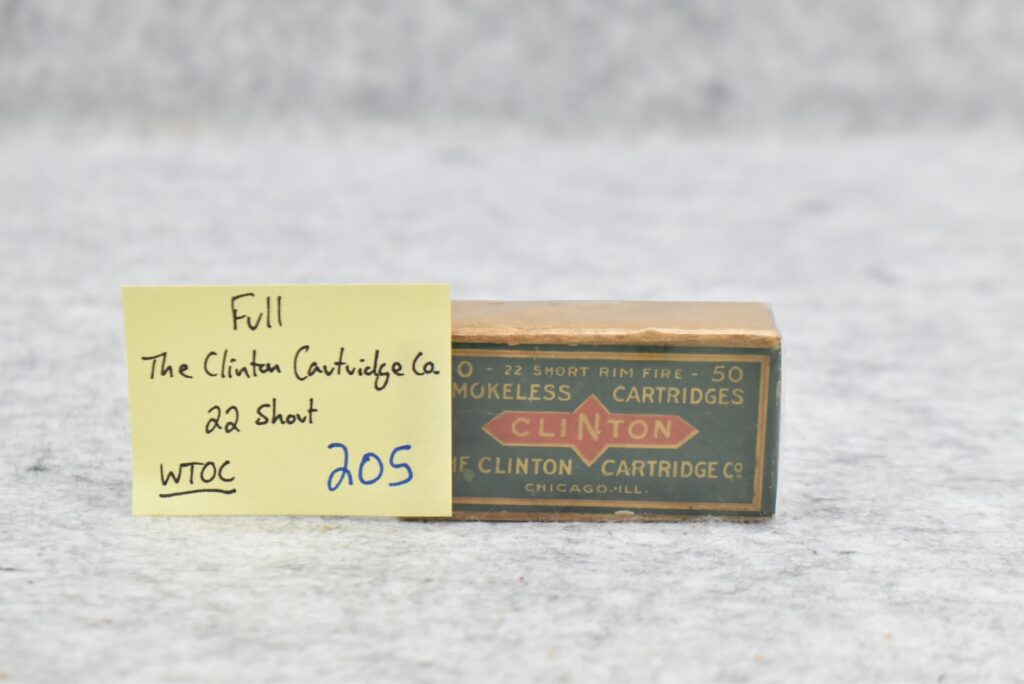 Full
The Clinton Cartridge Co.
22 Short
WTOC 205
0 - 22 SHORT RIM FIRE - 50
MOKELESS CARTRIDGES
CLINTON
CLINTON CARTRIDGE Co
CHICAGO. ILL.